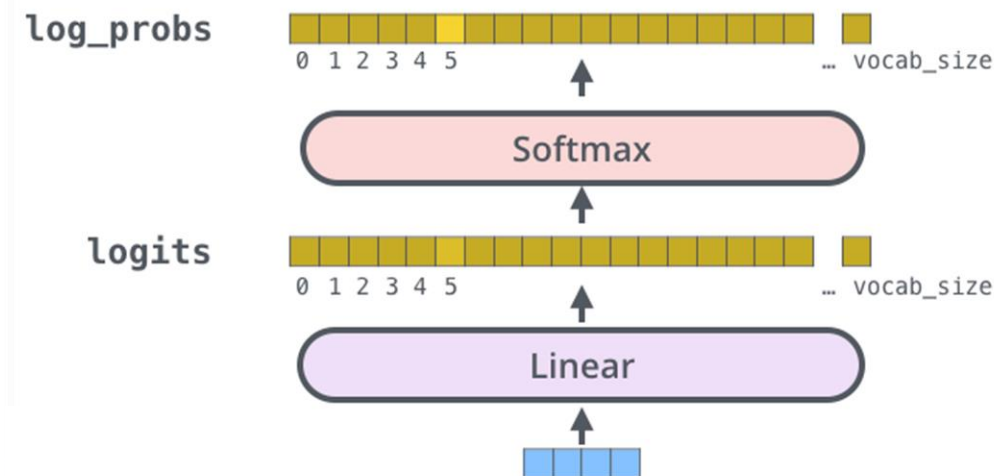 log_probs
0 1 2 3 4 5 … vocab_size
Softmax
logits
0 1 2 3 4 5 … vocab_size
Linear